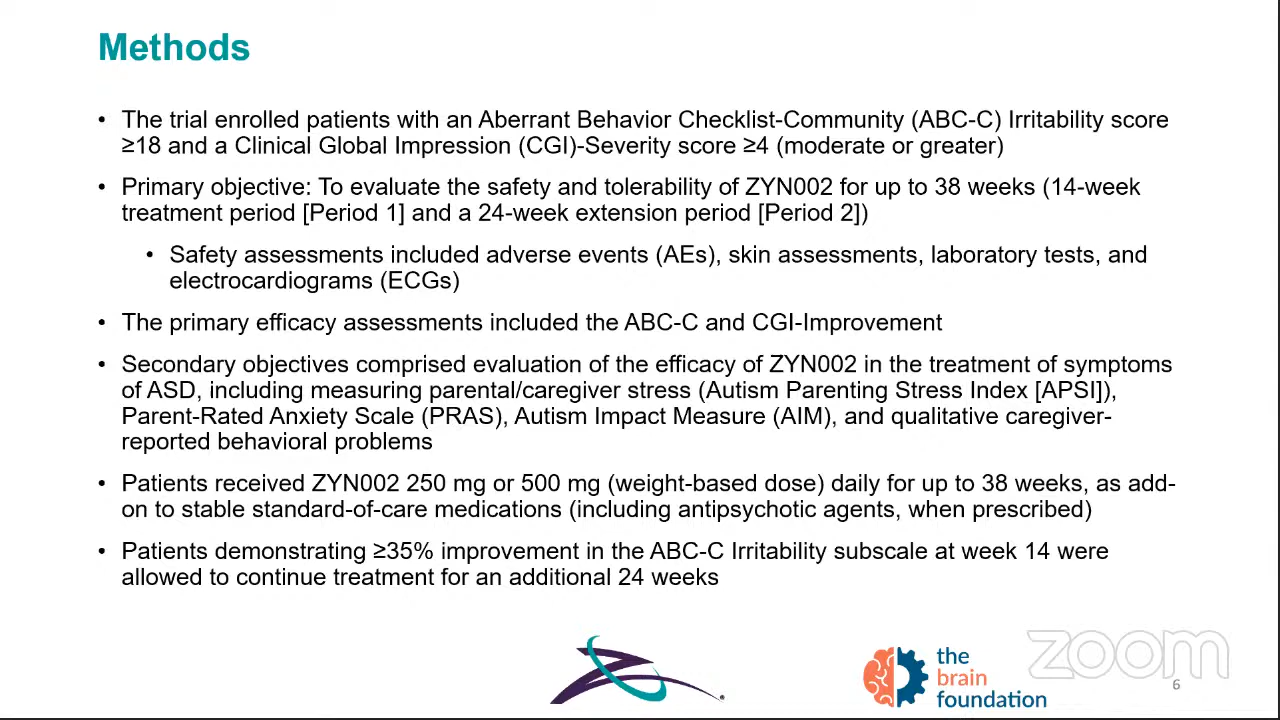 Methods
• The trial enrolled patients with an Aberrant Behavior Checklist-Community (ABC-C) Irritability score
≥18 and a Clinical Global Impression (CGI)-Severity score ≥4 (moderate or greater)
• Primary objective: To evaluate the safety and tolerability of ZYN002 for up to 38 weeks (14-week
treatment period [Period 1] and a 24-week extension period [Period 2])
• Safety assessments included adverse events (AEs), skin assessments, laboratory tests, and
electrocardiograms (ECGs)
• The primary efficacy assessments included the ABC-C and CGI-Improvement
• Secondary objectives comprised evaluation of the efficacy of ZYN002 in the treatment of symptoms
of ASD, including measuring parental/caregiver stress (Autism Parenting Stress Index [APSI]),
Parent-Rated Anxiety Scale (PRAS), Autism Impact Measure (AIM), and qualitative caregiver-
reported behavioral problems
• Patients received ZYN002 250 mg or 500 mg (weight-based dose) daily for up to 38 weeks, as add-
on to stable standard-of-care medications (including antipsychotic agents, when prescribed)
• Patients demonstrating ≥35% improvement in the ABC-C Irritability subscale at week 14 were
allowed to continue treatment for an additional 24 weeks
the
brain
foundation
zoom
6